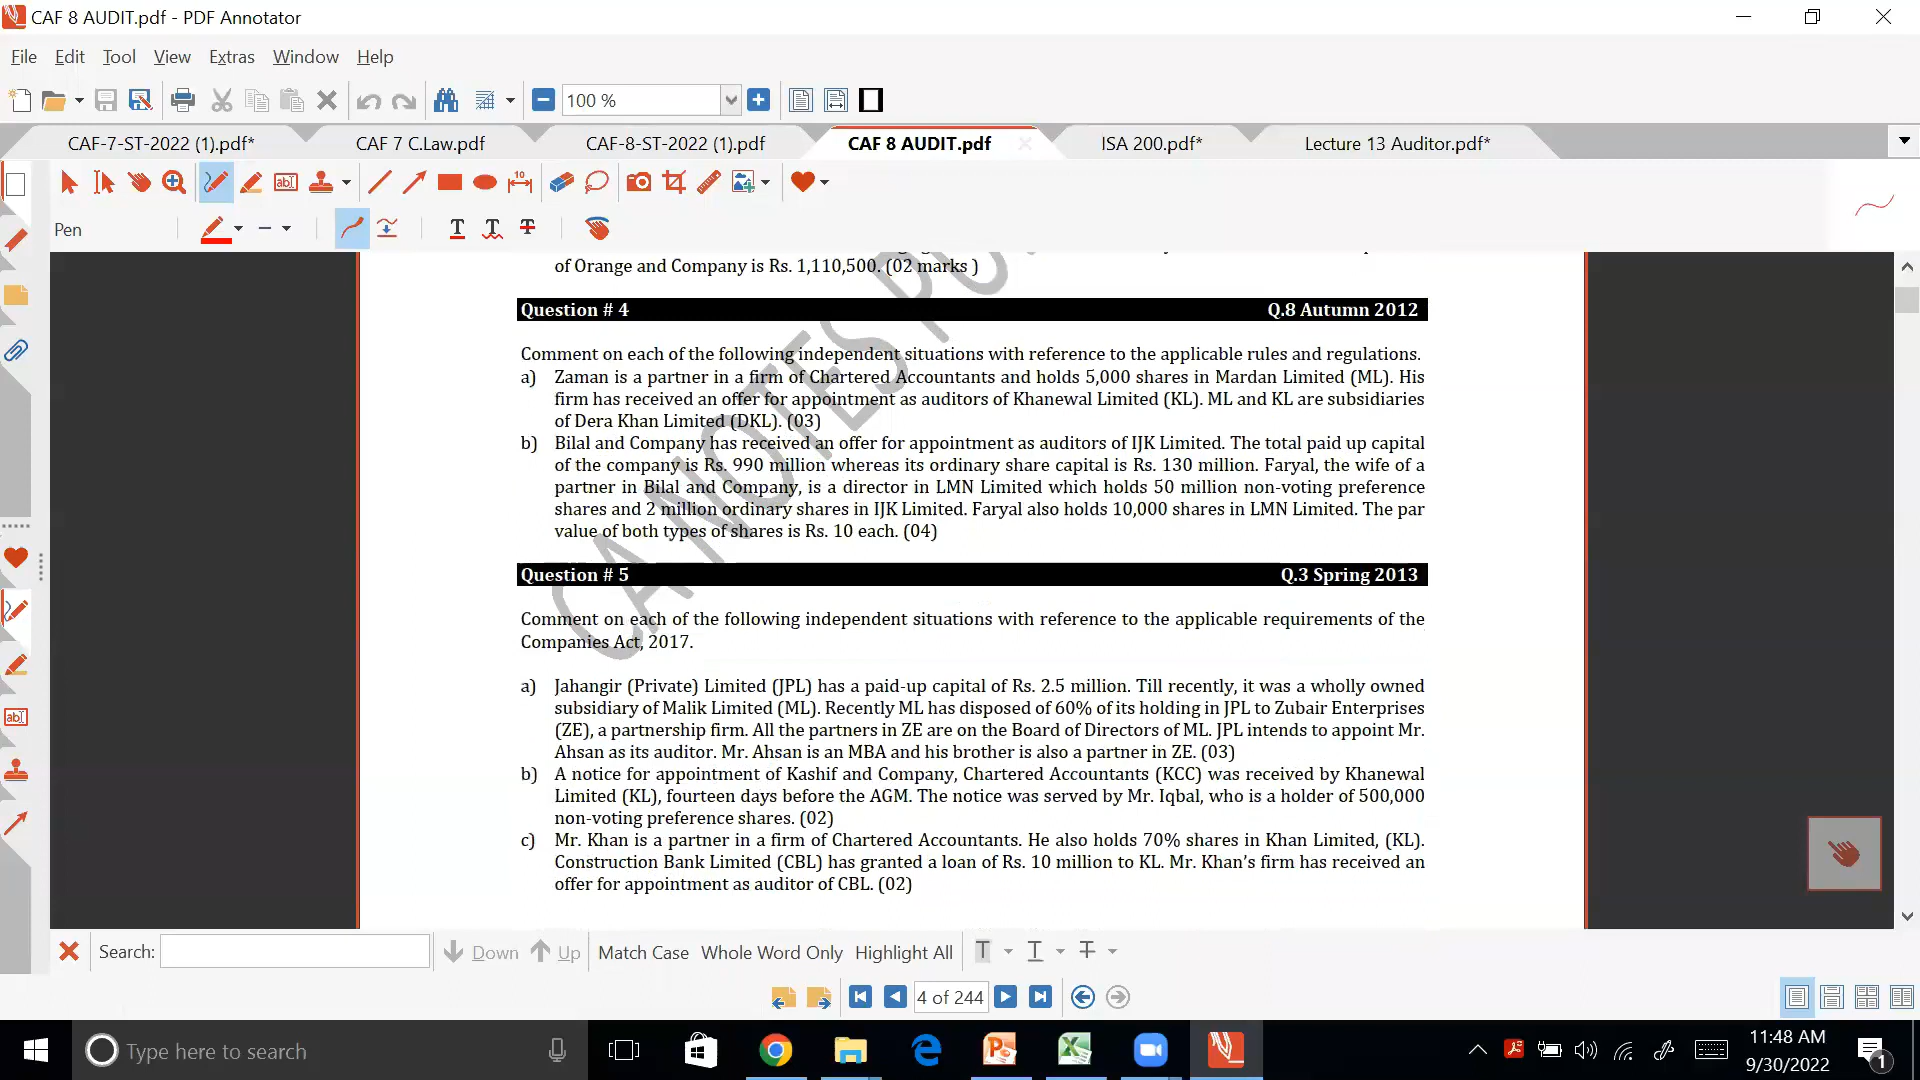 CAF 8 AUDIT.pdf - PDF Annotator
File Edit Tool View Extras Window Help
100 %
CAF-7-ST-2022 (1).pdf* CAF 7 C.Law.pdf CAF-8-ST-2022 (1).pdf CAF 8 AUDIT.pdf ISA 200.pdf* Lecture 13 Auditor.pdf*
Pen
of Orange and Company is Rs. 1,110,500. (02 marks )
Question # 4 Q.8 Autumn 2012
Comment on each of the following independent situations with reference to the applicable rules and regulations.
a) Zaman is a partner in a firm of Chartered Accountants and holds 5,000 shares in Mardan Limited (ML). His
firm has received an offer for appointment as auditors of Khanewal Limited (KL). ML and KL are subsidiaries
of Dera Khan Limited (DKL). (03)
b) Bilal and Company has received an offer for appointment as auditors of IJK Limited. The total paid up capital
of the company is Rs. 990 million whereas its ordinary share capital is Rs. 130 million. Faryal, the wife of a
partner in Bilal and Company, is a director in LMN Limited which holds 50 million non-voting preference
shares and 2 million ordinary shares in IJK Limited. Faryal also holds 10,000 shares in LMN Limited. The par
value of both types of shares is Rs. 10 each. (04)
Question # 5 Q.3 Spring 2013
Comment on each of the following independent situations with reference to the applicable requirements of the
Companies Act, 2017.
a) Jahangir (Private) Limited (JPL) has a paid-up capital of Rs. 2.5 million. Till recently, it was a wholly owned
subsidiary of Malik Limited (ML). Recently ML has disposed of 60% of its holding in JPL to Zubair Enterprises
(ZE), a partnership firm. All the partners in ZE are on the Board of Directors of ML. JPL intends to appoint Mr.
Ahsan as its auditor. Mr. Ahsan is an MBA and his brother is also a partner in ZE. (03)
b) A notice for appointment of Kashif and Company, Chartered Accountants (KCC) was received by Khanewal
Limited (KL), fourteen days before the AGM. The notice was served by Mr. Iqbal, who is a holder of 500,000
non-voting preference shares. (02)
c) Mr. Khan is a partner in a firm of Chartered Accountants. He also holds 70% shares in Khan Limited, (KL).
Construction Bank Limited (CBL) has granted a loan of Rs. 10 million to KL. Mr. Khan's firm has received an
offer for appointment as auditor of CBL. (02)
CA NOTES
Search: Down Up Match Case Whole Word Only Highlight All
4 of 244
Type here to search
11:48 AM
9/30/2022
1